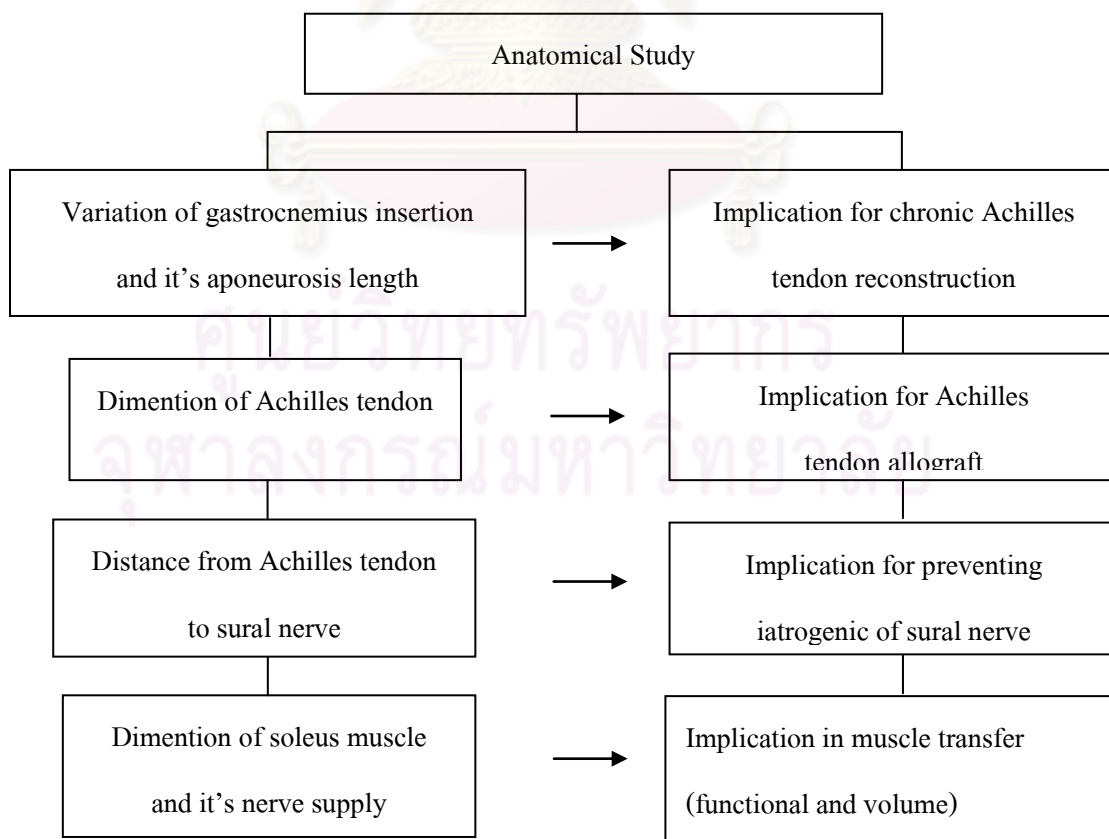 Anatomical Study
Variation of gastrocnemius insertion
and it's aponeurosis length
Implication for chronic Achilles
tendon reconstruction
Dimention of Achilles tendon
Implication for Achilles
tendon allograft
ศูนย์วิทยทรัพยากร
จุฬาลงกรณ์มหาวิทยาลัย
Distance from Achilles tendon
to sural nerve
Implication for preventing
iatrogenic of sural nerve
Dimention of soleus muscle
and it's nerve supply
Implication in muscle transfer
(functional and volume)